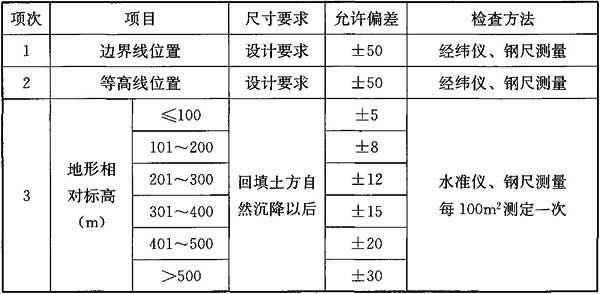 项次 项目 尺寸要求 允许偏差 检查方法
1 边界线位置 设计要求 ±50 经纬仪、钢尺测量
2 等高线位置 设计要求 ±50 经纬仪、钢尺测量
3 地形相对标高（m） ≤100 回填土方自然沉降以后 ±5 水准仪、钢尺测量每100m²测定一次
101～200 ±8
201～300 ±12
301～400 ±15
401～500 ±20
>500 ±30